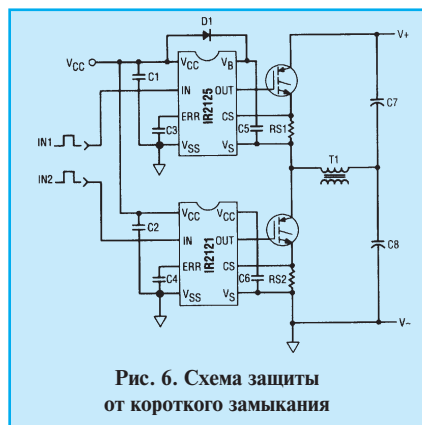 D1
V+
VCC
C1
VCC
VB
IN
OUT
IR2125
C7
ERR
CS
C3
C5
RS1
IN1
VSS
VS
T1
IN2
VCC
VCC
C2
IN
OUT
IR2121
C8
ERR
CS
C4
C6
RS2
VSS
VS
V~
Рис. 6. Схема защиты
от короткого замыкания